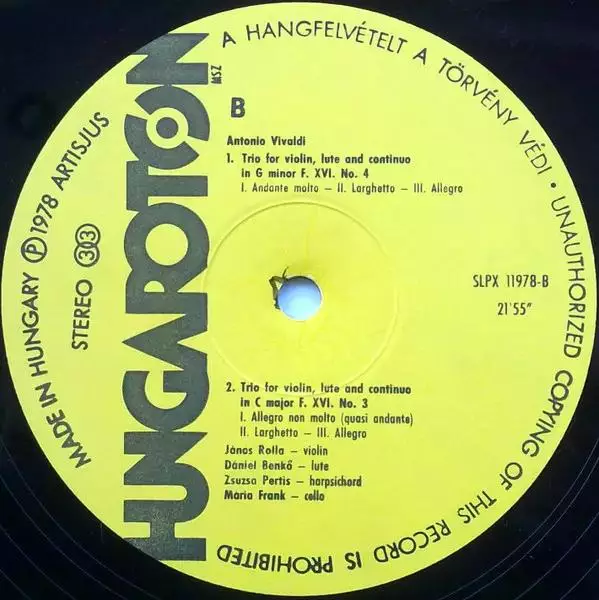 A HANGFELVÉTELT A TÖRVÉNY VÉDI • UNAUTHORIZED COPYING OF THIS RECORD IS PROHIBITED
MADE IN HUNGARY Ⓟ 1978 ARTISJUS
STEREO 33
HUNGAROTON
MSZ
B
Antonio Vivaldi
1. Trio for violin, lute and continuo
in G minor F. XVI. No. 4
I. Andante molto – II. Larghetto – III. Allegro
SLPX 11978-B
21'55"
2. Trio for violin, lute and continuo
in C major F. XVI. No. 3
I. Allegro non molto (quasi andante)
II. Larghetto – III. Allegro
János Rolla – violin
Dániel Benkő – lute
Zsuzsa Pertis – harpsichord
Mária Frank – cello